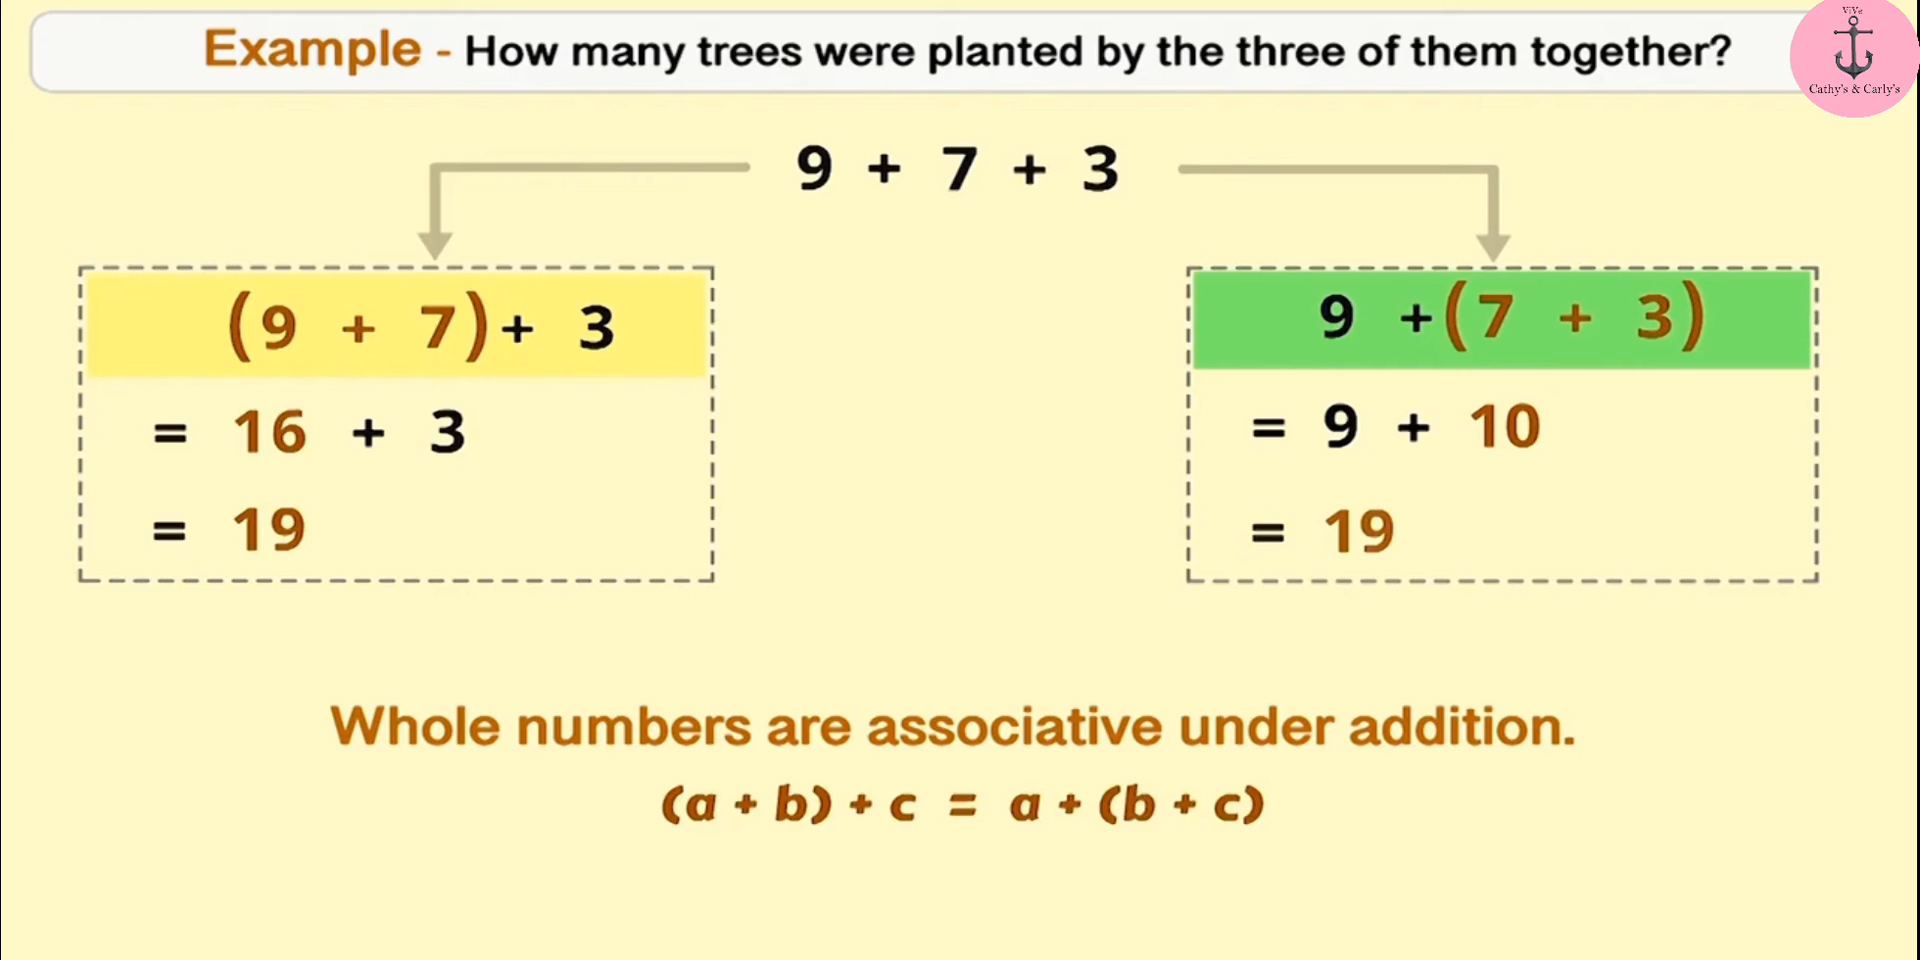 Example - How many trees were planted by the three of them together?
ViVe
Cathy's & Carly's
9 + 7 + 3
(9 + 7)+ 3
= 16 + 3
= 19
9 +(7 + 3)
= 9 + 10
= 19
Whole numbers are associative under addition.
(a + b) + c = a + (b + c)